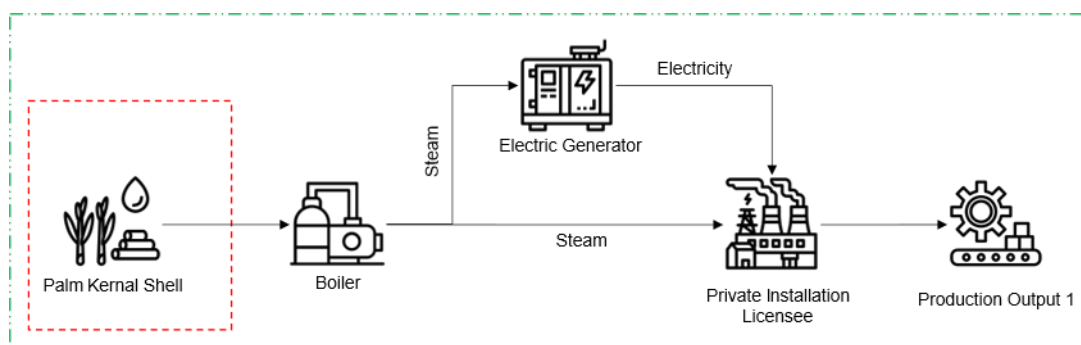 Electricity
Steam
Electric Generator
Steam
Palm Kernal Shell
Boiler
Private Installation
Licensee
Production Output 1